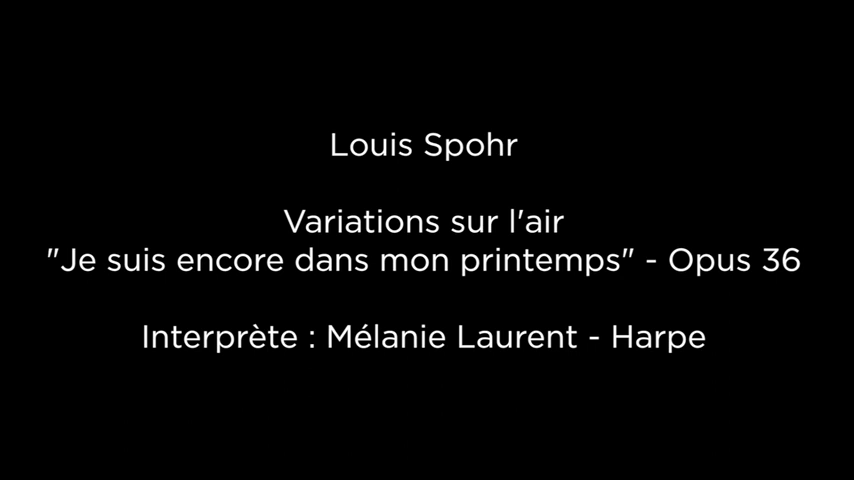 Louis Spohr
Variations sur l'air
"Je suis encore dans mon printemps" - Opus 36
Interprète : Mélanie Laurent - Harpe